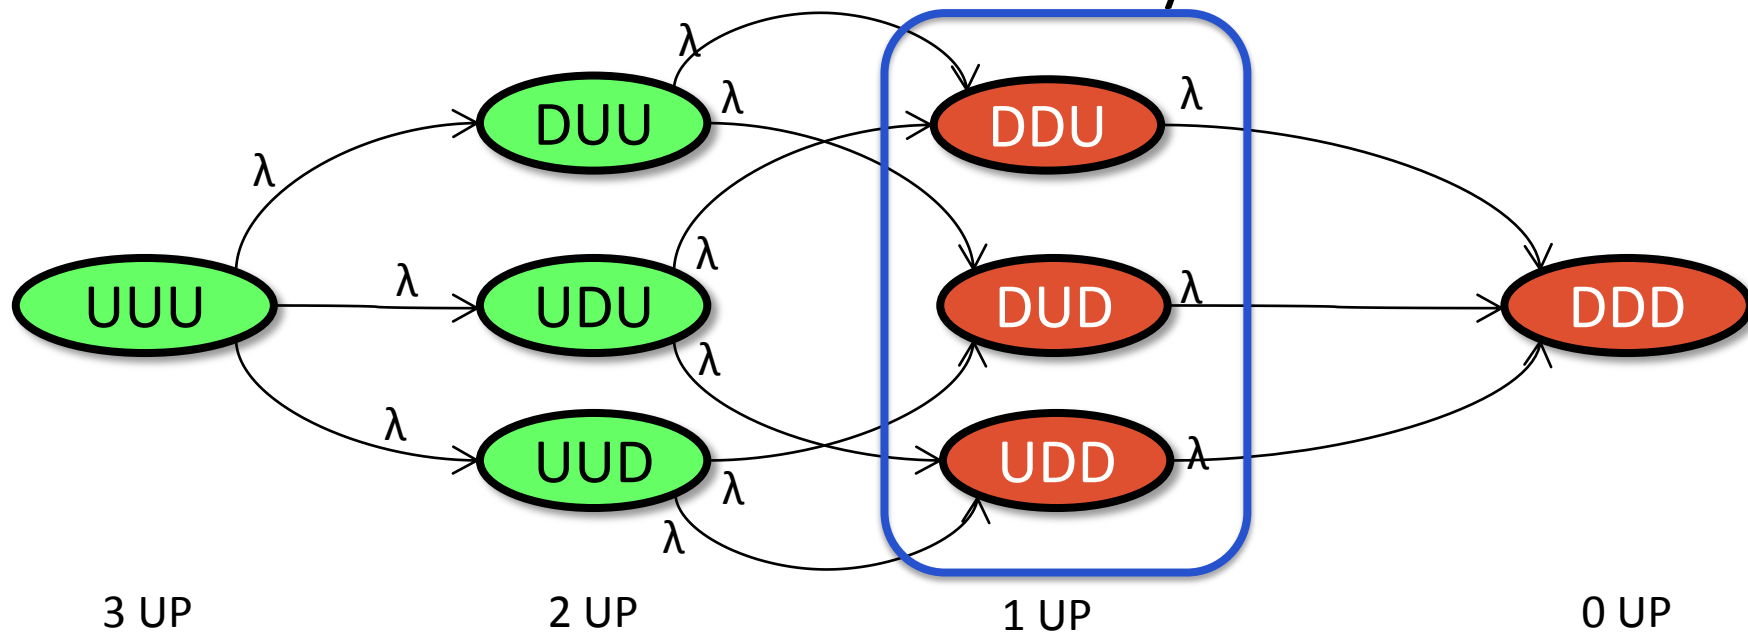 λ λ
DUU λ DDU λ
λ
UUU λ UDU λ DUD λ DDD
λ
λ UUD λ UDD λ
λ
3 UP 2 UP 1 UP 0 UP